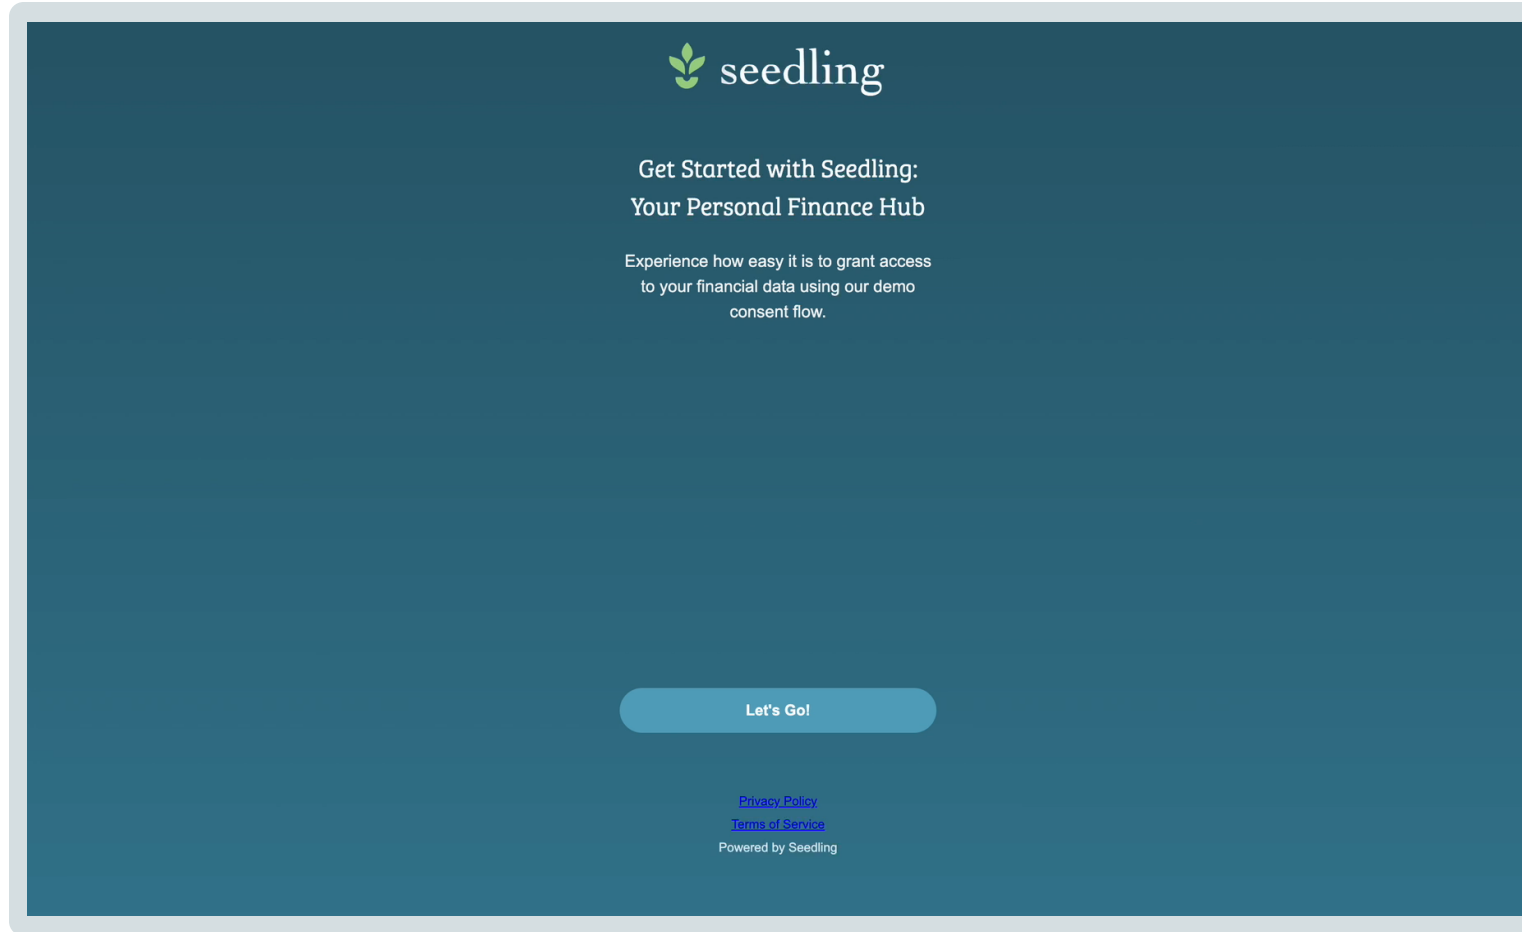 seedling
Get Started with Seedling:
Your Personal Finance Hub
Experience how easy it is to grant access
to your financial data using our demo
consent flow.
Let's Go!
Privacy Policy
Terms of Service
Powered by Seedling